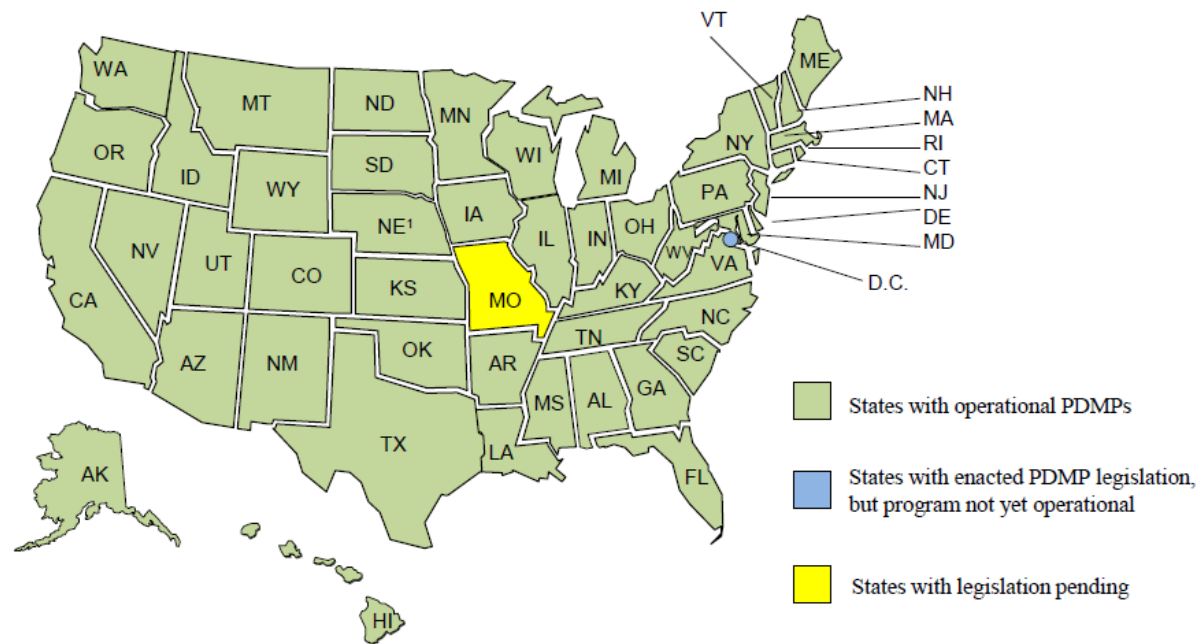 VT
ME
WA
MT
ND
MN
NH
MA
RI
CT
NJ
DE
MD
D.C.
OR
ID
WY
SD
WI
MI
NY
PA
NE¹
IA
IL
IN
OH
WV
VA
NV
UT
CO
KS
MO
KY
CA
NC
TN
SC
AZ
NM
OK
AR
MS
AL
GA
TX
LA
FL
AK
HI
States with operational PDMPs
States with enacted PDMP legislation,
but program not yet operational
States with legislation pending